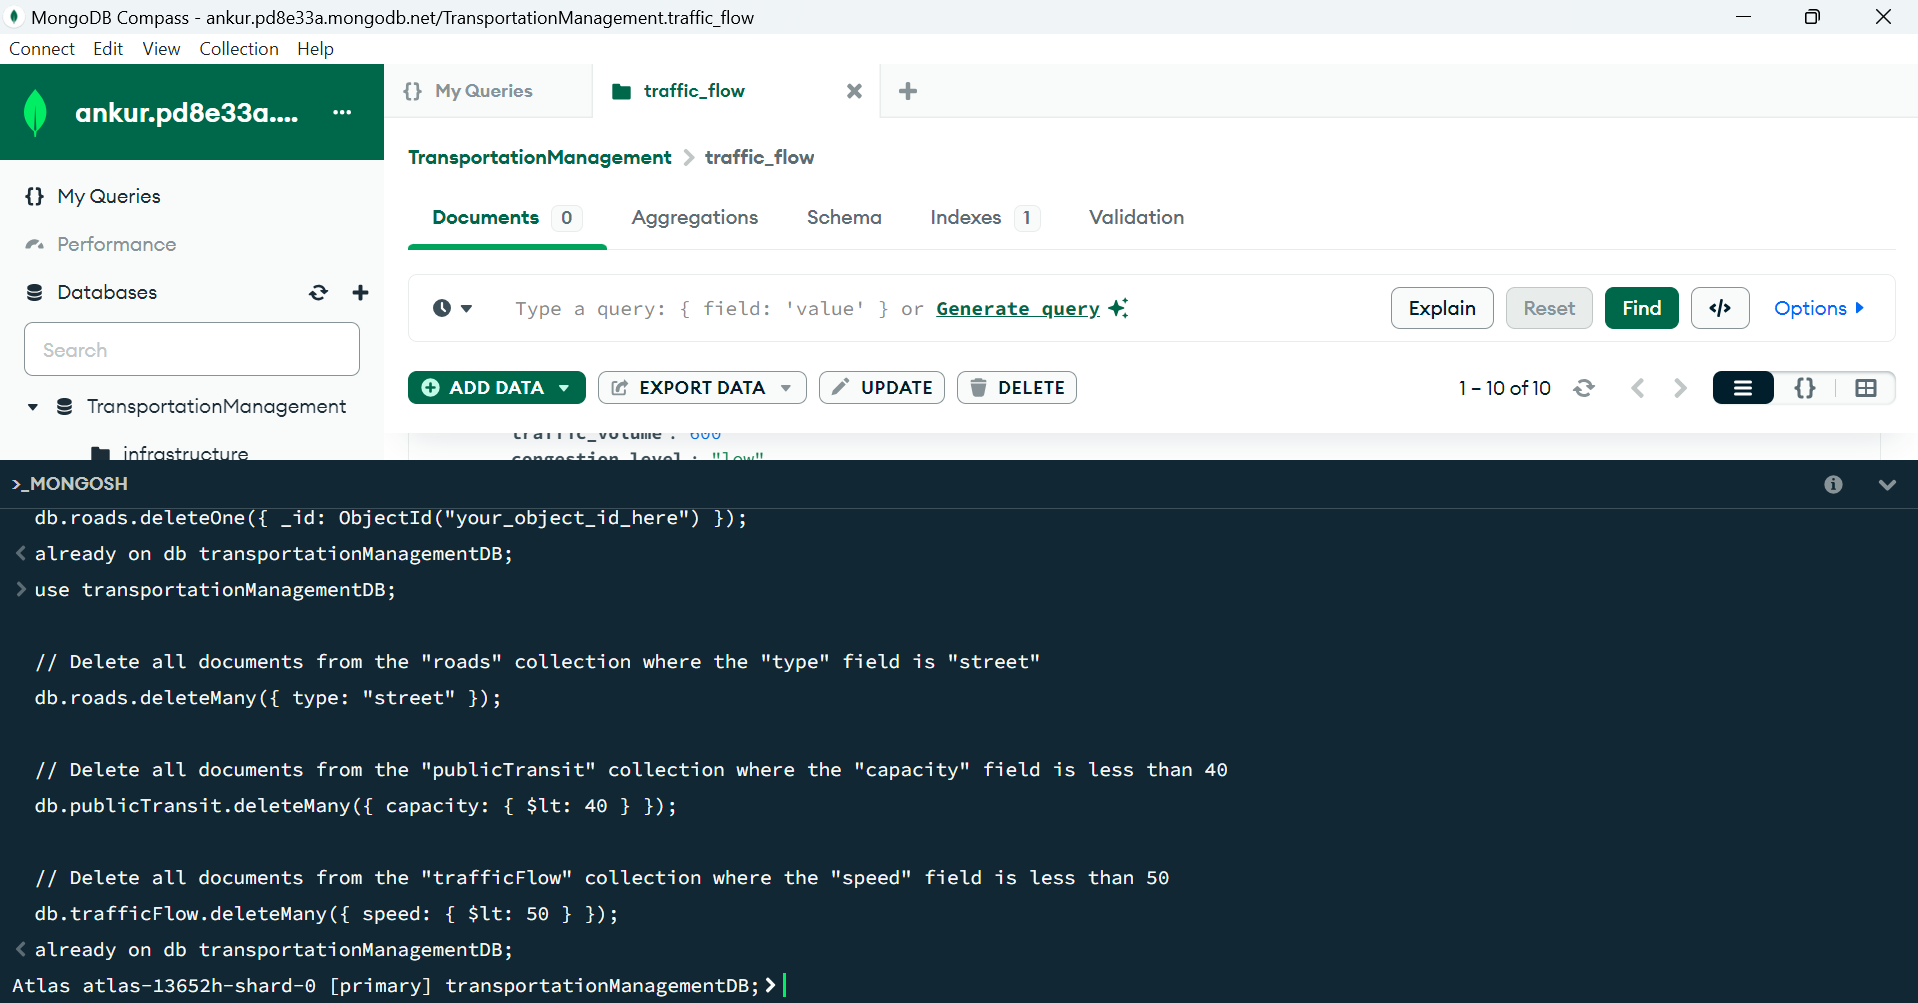 MongoDB Compass - ankur.pd8e33a.mongodb.net/TransportationManagement.traffic_flow
Connect Edit View Collection Help
ankur.pd8e33a.... ...
{} My Queries
traffic_flow
TransportationManagement > traffic_flow
{} My Queries
Performance
Databases
Search
TransportationManagement
infrastructure
Documents 0 Aggregations Schema Indexes 1 Validation
Type a query: { field: 'value' } or Generate query
Explain Reset Find </> Options
ADD DATA EXPORT DATA UPDATE DELETE 1 – 10 of 10 {}
traffic_volume : 600
congestion_level : "low"
>_MONGOSH
db.roads.deleteOne({ _id: ObjectId("your_object_id_here") });
< already on db transportationManagementDB;
> use transportationManagementDB;
// Delete all documents from the "roads" collection where the "type" field is "street"
db.roads.deleteMany({ type: "street" });
// Delete all documents from the "publicTransit" collection where the "capacity" field is less than 40
db.publicTransit.deleteMany({ capacity: { $lt: 40 } });
// Delete all documents from the "trafficFlow" collection where the "speed" field is less than 50
db.trafficFlow.deleteMany({ speed: { $lt: 50 } });
< already on db transportationManagementDB;
Atlas atlas-13652h-shard-0 [primary] transportationManagementDB;>